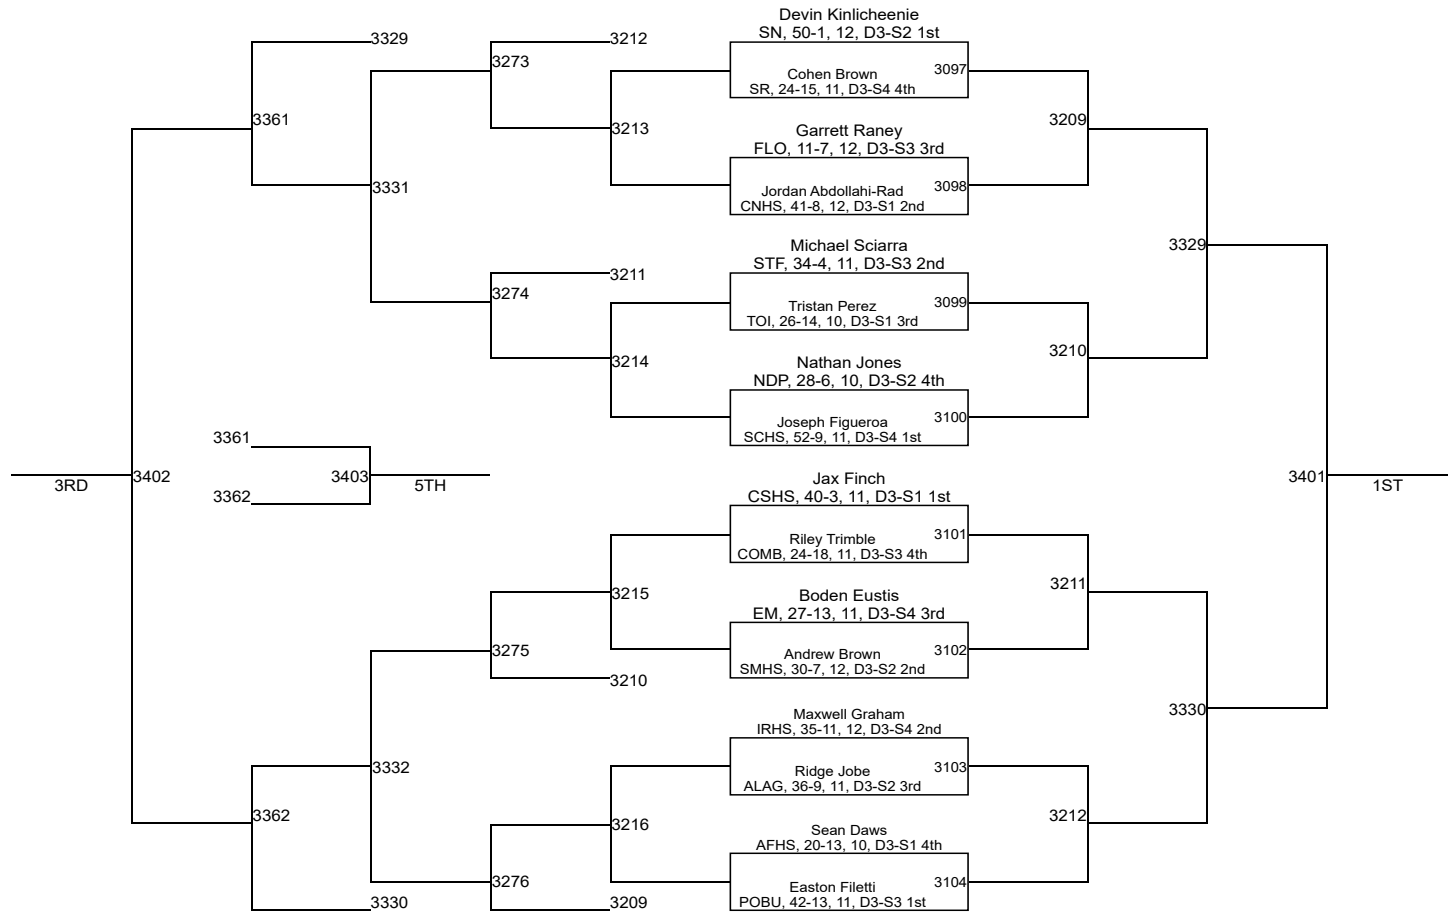 Devin Kinlicheenie
SN, 50-1, 12, D3-S2 1st
3329
3212
3273
Cohen Brown
3097
SR, 24-15, 11, D3-S4 4th
3361
3213
Garrett Raney
3209
FLO, 11-7, 12, D3-S3 3rd
3331
Jordan Abdollahi-Rad
3098
CNHS, 41-8, 12, D3-S1 2nd
Michael Sciarra
3329
STF, 34-4, 11, D3-S3 2nd
3211
3274
Tristan Perez
3099
TOI, 26-14, 10, D3-S1 3rd
3214
Nathan Jones
3210
NDP, 28-6, 10, D3-S2 4th
Joseph Figueroa
3100
SCHS, 52-9, 11, D3-S4 1st
3361
3RD
3402
3403
5TH
3362
Jax Finch
3401
1ST
CSHS, 40-3, 11, D3-S1 1st
Riley Trimble
3101
COMB, 24-18, 11, D3-S3 4th
3215
Boden Eustis
3211
EM, 27-13, 11, D3-S4 3rd
3275
Andrew Brown
3102
SMHS, 30-7, 12, D3-S2 2nd
3210
Maxwell Graham
3330
IRHS, 35-11, 12, D3-S4 2nd
3332
Ridge Jobe
3103
ALAG, 36-9, 11, D3-S2 3rd
3362
3216
Sean Daws
3212
AFHS, 20-13, 10, D3-S1 4th
3276
Easton Filetti
3104
POBU, 42-13, 11, D3-S3 1st
3330
3209